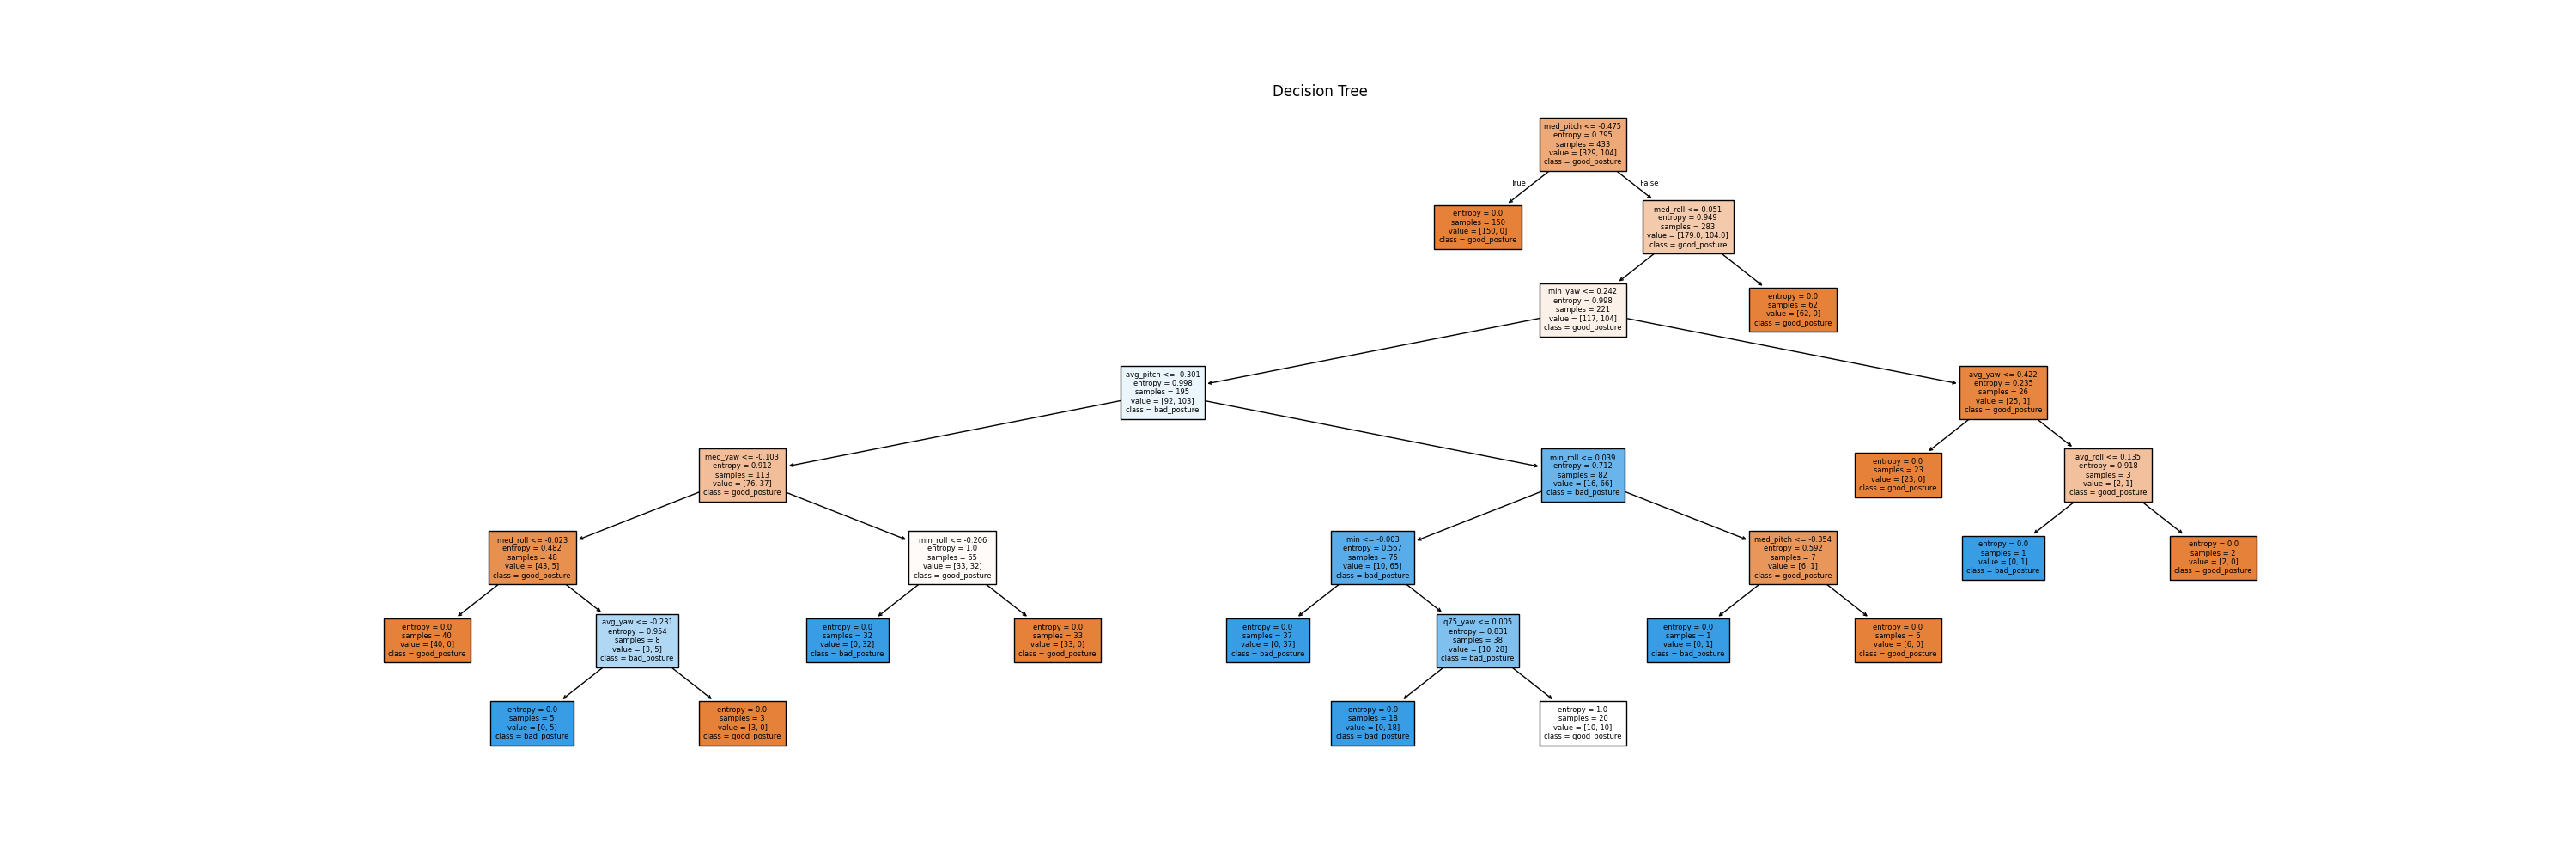 Decision Tree
med_pitch <= -0.475
entropy = 0.795
samples = 433
value = [329, 104]
class = good_posture
True
False
entropy = 0.0
samples = 150
value = [150, 0]
class = good_posture
med_roll <= 0.051
entropy = 0.949
samples = 283
value = [179.0, 104.0]
class = good_posture
min_yaw <= 0.242
entropy = 0.998
samples = 221
value = [117, 104]
class = good_posture
entropy = 0.0
samples = 62
value = [62, 0]
class = good_posture
avg_pitch <= -0.301
entropy = 0.998
samples = 195
value = [92, 103]
class = bad_posture
avg_yaw <= 0.422
entropy = 0.235
samples = 26
value = [25, 1]
class = good_posture
med_yaw <= -0.103
entropy = 0.912
samples = 113
value = [76, 37]
class = good_posture
min_roll <= 0.039
entropy = 0.712
samples = 82
value = [16, 66]
class = bad_posture
entropy = 0.0
samples = 23
value = [23, 0]
class = good_posture
avg_roll <= 0.135
entropy = 0.918
samples = 3
value = [2, 1]
class = good_posture
med_roll <= -0.023
entropy = 0.482
samples = 48
value = [43, 5]
class = good_posture
min_roll <= -0.206
entropy = 1.0
samples = 65
value = [33, 32]
class = good_posture
min <= -0.003
entropy = 0.567
samples = 75
value = [10, 65]
class = bad_posture
med_pitch <= -0.354
entropy = 0.592
samples = 7
value = [6, 1]
class = good_posture
entropy = 0.0
samples = 1
value = [0, 1]
class = bad_posture
entropy = 0.0
samples = 2
value = [2, 0]
class = good_posture
entropy = 0.0
samples = 40
value = [40, 0]
class = good_posture
avg_yaw <= -0.231
entropy = 0.954
samples = 8
value = [3, 5]
class = bad_posture
entropy = 0.0
samples = 32
value = [0, 32]
class = bad_posture
entropy = 0.0
samples = 33
value = [33, 0]
class = good_posture
entropy = 0.0
samples = 37
value = [0, 37]
class = bad_posture
q75_yaw <= 0.005
entropy = 0.831
samples = 38
value = [10, 28]
class = bad_posture
entropy = 0.0
samples = 1
value = [0, 1]
class = bad_posture
entropy = 0.0
samples = 6
value = [6, 0]
class = good_posture
entropy = 0.0
samples = 5
value = [0, 5]
class = bad_posture
entropy = 0.0
samples = 3
value = [3, 0]
class = good_posture
entropy = 0.0
samples = 18
value = [0, 18]
class = bad_posture
entropy = 1.0
samples = 20
value = [10, 10]
class = good_posture